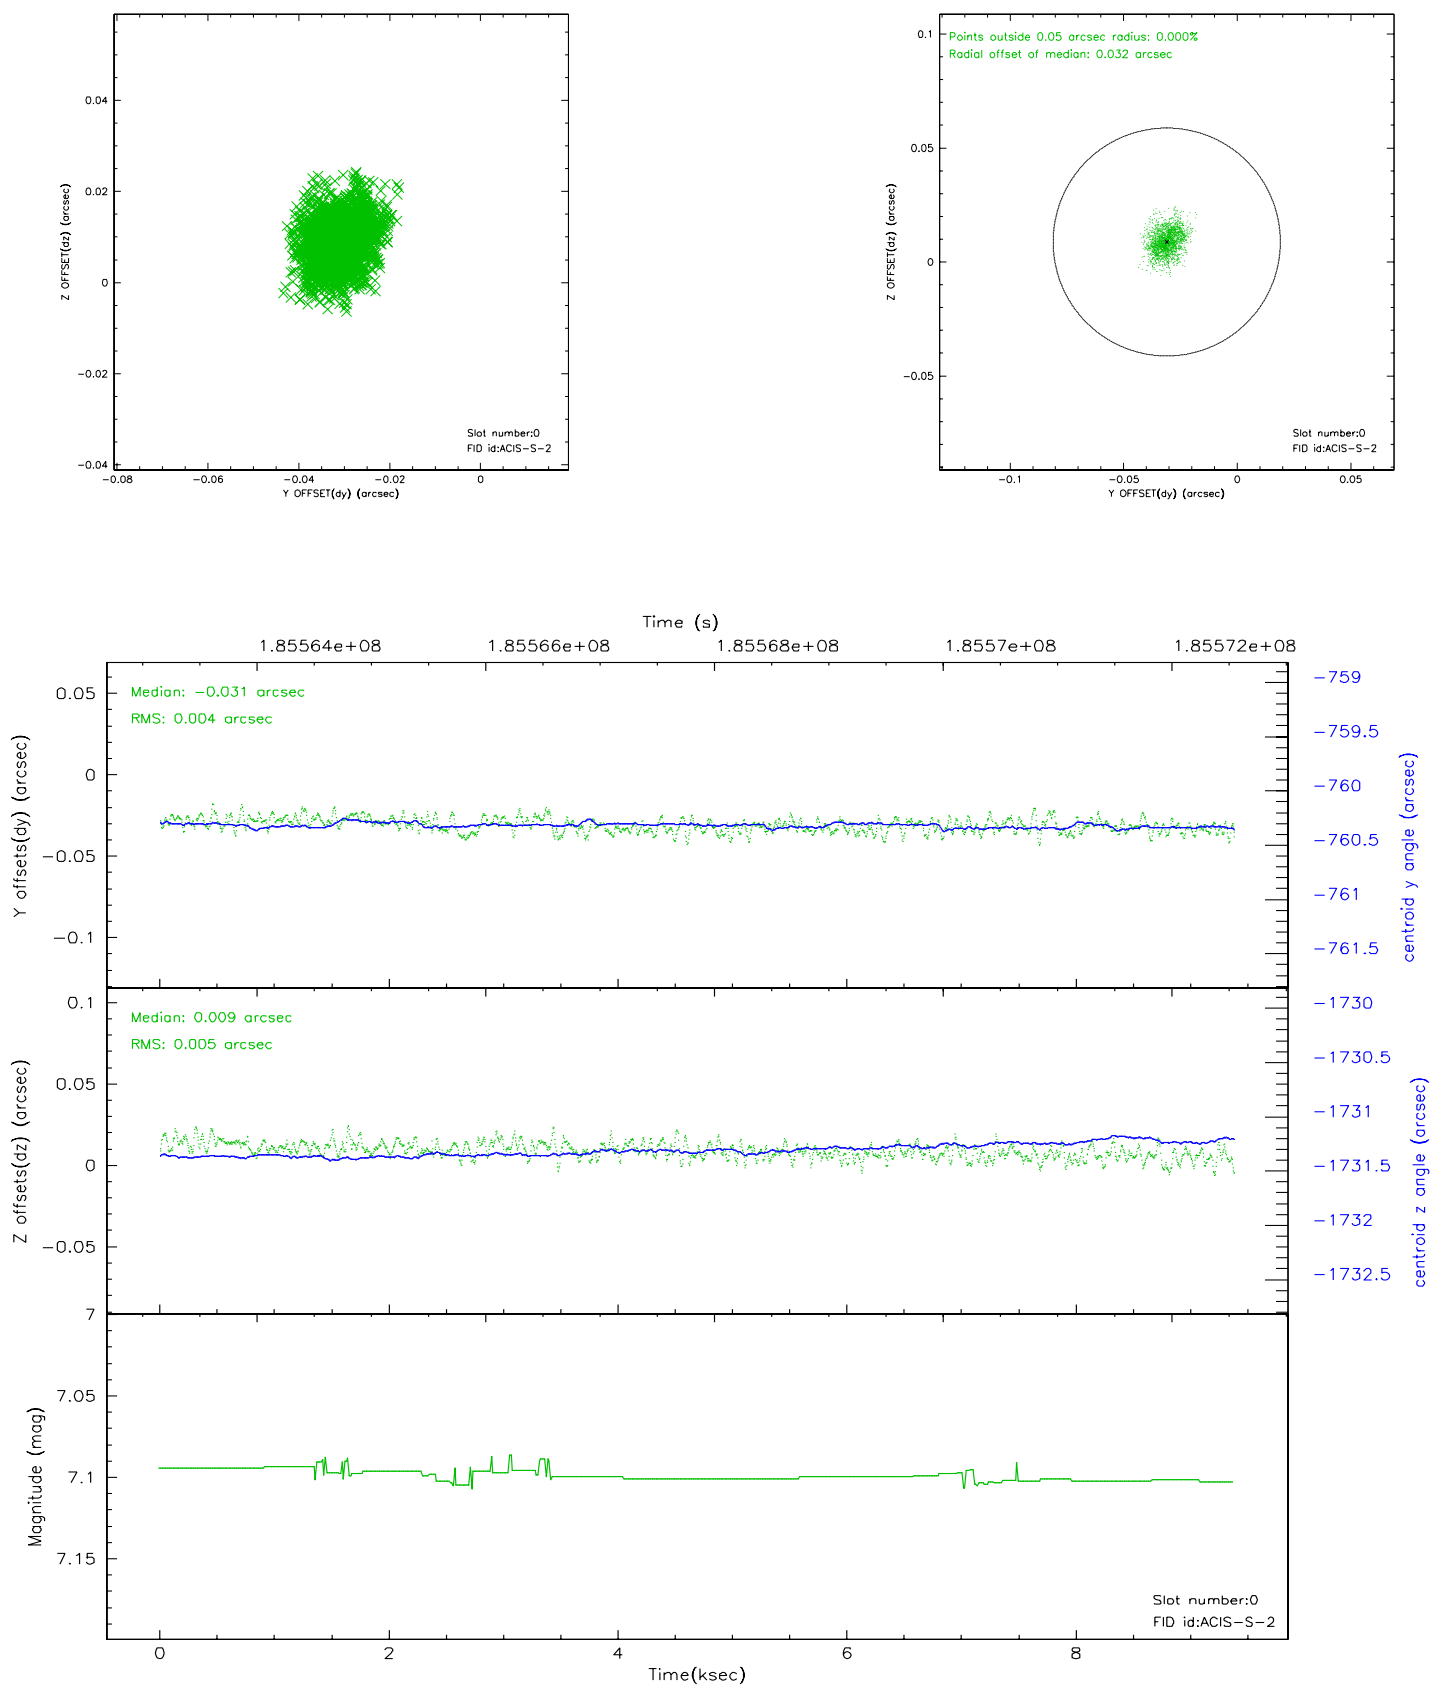 0.04
0.02
0
−0.02
−0.04
Z OFFSET(dz) (arcsec)
Slot number:0
FID id:ACIS−S−2
−0.08
−0.06
−0.04
−0.02
0
Y OFFSET(dy) (arcsec)
Points outside 0.05 arcsec radius: 0.000%
Radial offset of median: 0.032 arcsec
0.1
0.05
0
−0.05
Z OFFSET(dz) (arcsec)
Slot number:0
FID id:ACIS−S−2
−0.1
−0.05
0
0.05
Y OFFSET(dy) (arcsec)
Time (s)
1.85564e+08
1.85566e+08
1.85568e+08
1.8557e+08
1.85572e+08
Median: −0.031 arcsec
RMS: 0.004 arcsec
0.05
0
−0.05
−0.1
Y offsets(dy) (arcsec)
−759
−759.5
−760
−760.5
−761
−761.5
centroid y angle (arcsec)
Median: 0.009 arcsec
RMS: 0.005 arcsec
0.1
0.05
0
−0.05
Z offsets(dz) (arcsec)
−1730
−1730.5
−1731
−1731.5
−1732
−1732.5
centroid z angle (arcsec)
7
7.05
7.1
7.15
Magnitude (mag)
Slot number:0
FID id:ACIS−S−2
0
2
4
6
8
Time(ksec)